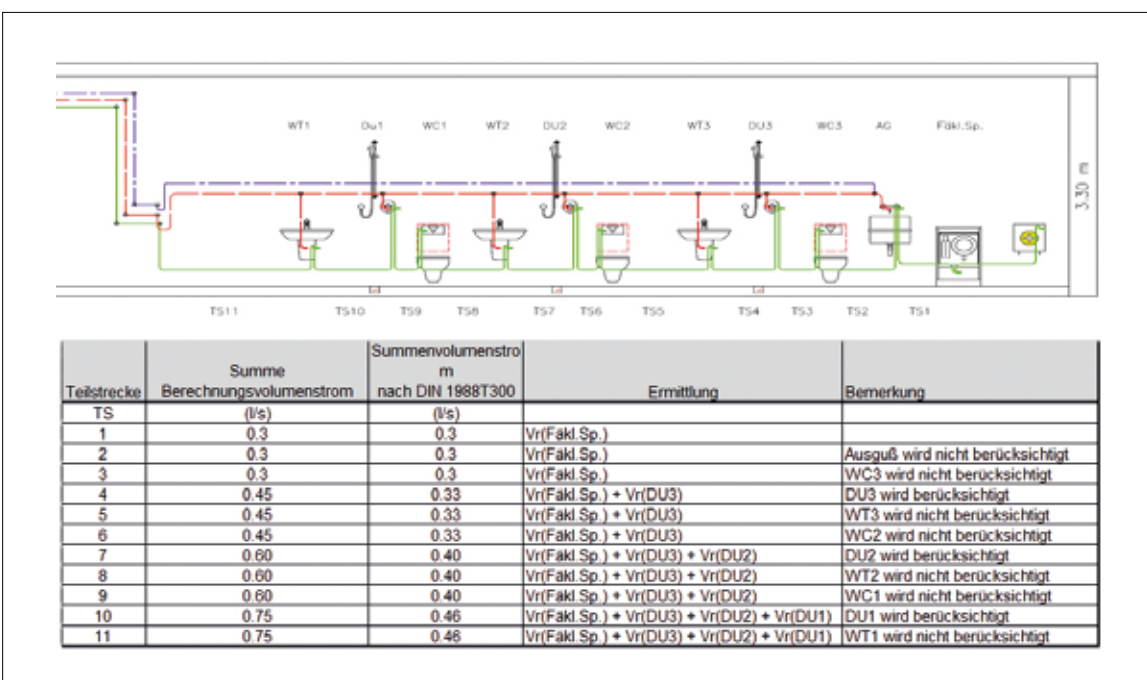 WT1 Du1 WC1 WT2 DU2 WC2 WT3 DU3 WC3 AG Fäkl.Sp.
3.30 m
TS11 TS10 TS9 TS8 TS7 TS6 TS5 TS4 TS3 TS2 TS1
Teilstrecke Summe Berechnungsvolumenstrom Summenvolumenstro m nach DIN 1988T300 Ermittlung Bemerkung
TS (l/s) (l/s)
1 0.3 0.3 Vr(Fäkl.Sp.)
2 0.3 0.3 Vr(Fäkl.Sp.) Ausguß wird nicht berücksichtigt
3 0.3 0.3 Vr(Fäkl.Sp.) WC3 wird nicht berücksichtigt
4 0.45 0.33 Vr(Fäkl.Sp.) + Vr(DU3) DU3 wird berücksichtigt
5 0.45 0.33 Vr(Fäkl.Sp.) + Vr(DU3) WT3 wird nicht berücksichtigt
6 0.45 0.33 Vr(Fäkl.Sp.) + Vr(DU3) WC2 wird nicht berücksichtigt
7 0.60 0.40 Vr(Fäkl.Sp.) + Vr(DU3) + Vr(DU2) DU2 wird berücksichtigt
8 0.60 0.40 Vr(Fäkl.Sp.) + Vr(DU3) + Vr(DU2) WT2 wird nicht berücksichtigt
9 0.60 0.40 Vr(Fäkl.Sp.) + Vr(DU3) + Vr(DU2) WC1 wird nicht berücksichtigt
10 0.75 0.46 Vr(Fäkl.Sp.) + Vr(DU3) + Vr(DU2) + Vr(DU1) DU1 wird berücksichtigt
11 0.75 0.46 Vr(Fäkl.Sp.) + Vr(DU3) + Vr(DU2) + Vr(DU1) WT1 wird nicht berücksichtigt